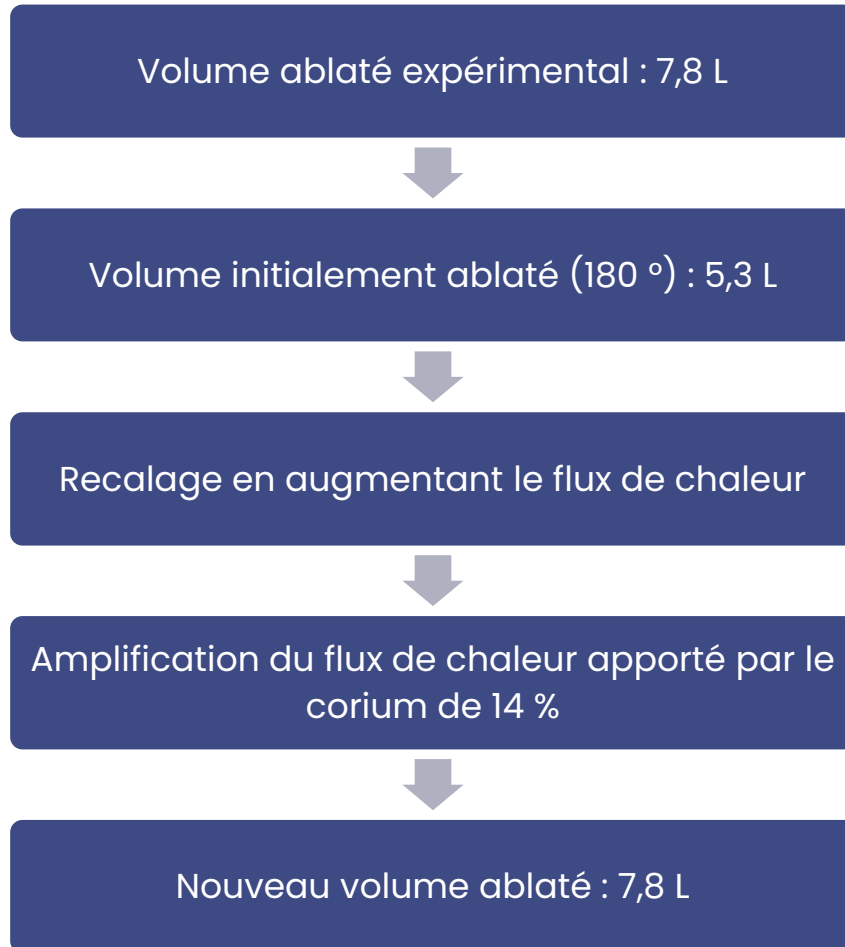 Volume ablaté expérimental : 7,8 L
Volume initialement ablaté (180 °) : 5,3 L
Recalage en augmentant le flux de chaleur
Amplification du flux de chaleur apporté par le
corium de 14 %
Nouveau volume ablaté : 7,8 L